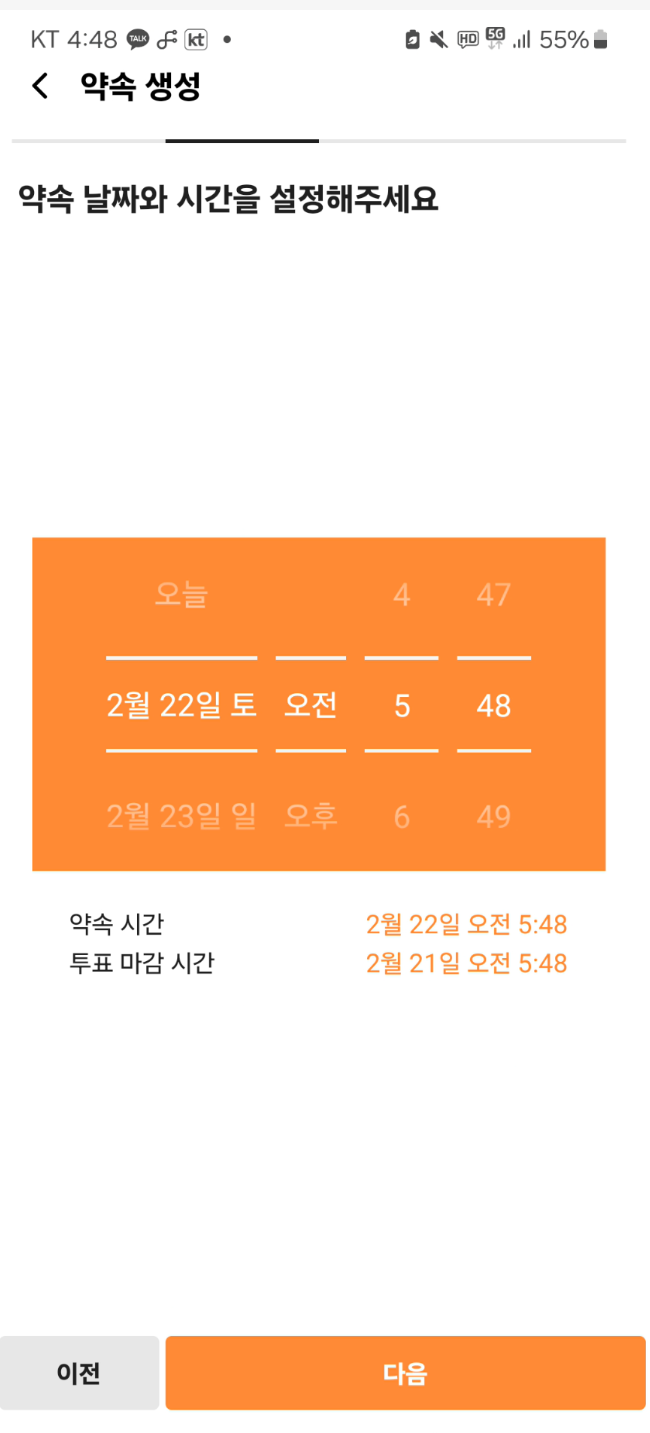 KT 4:48 TALK kt HD 5G 55%
약속 생성
약속 날짜와 시간을 설정해주세요
오늘 4 47
2월 22일 토 오전 5 48
2월 23일 일 오후 6 49
약속 시간 2월 22일 오전 5:48
투표 마감 시간 2월 21일 오전 5:48
이전 다음